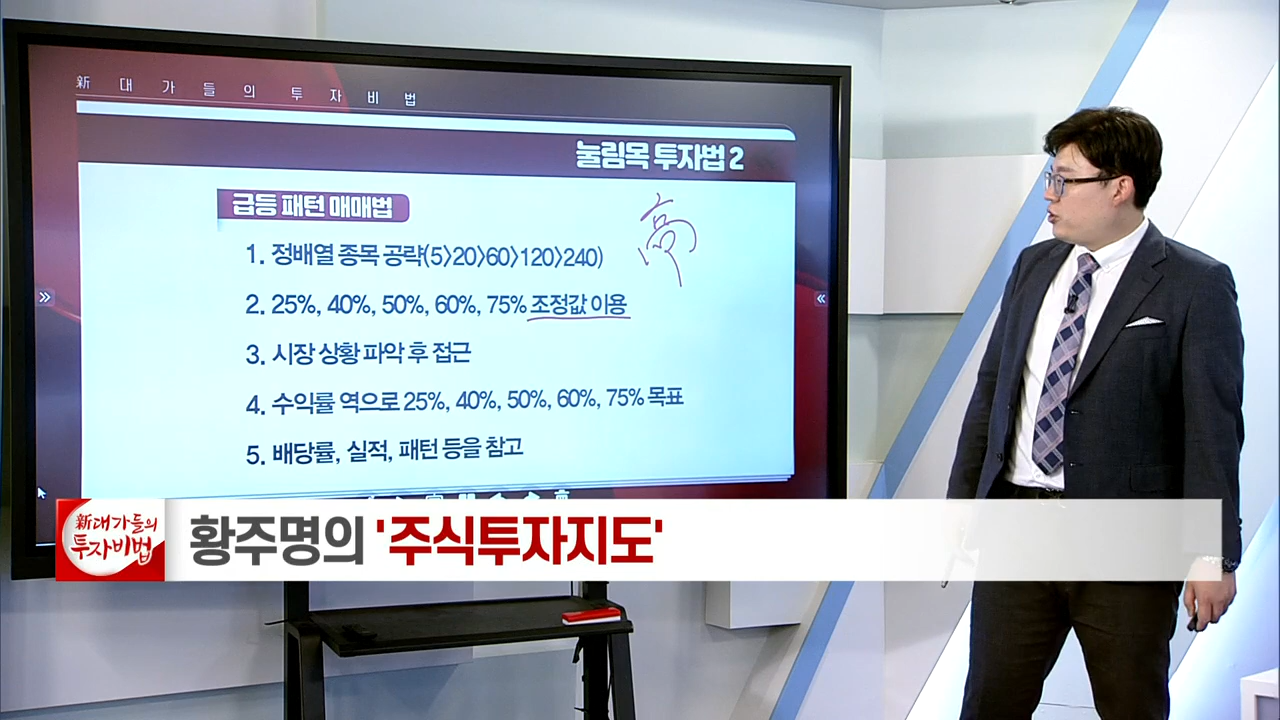 新 대 가 들 의 투 자 비 법
눌림목 투자법 2
급등 패턴 매매법
高
1. 정배열 종목 공략(5>20>60>120>240)
2. 25%, 40%, 50%, 60%, 75% 조정값 이용
3. 시장 상황 파악 후 접근
4. 수익률 역으로 25%, 40%, 50%, 60%, 75% 목표
5. 배당률, 실적, 패턴 등을 참고
新대가들의
투자비법
황주명의 '주식투자지도'